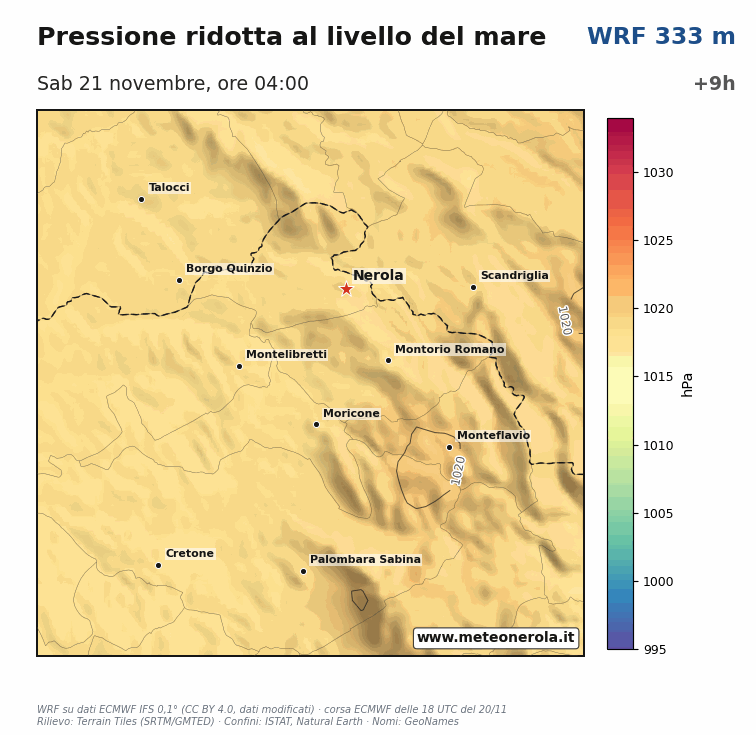 Pressione ridotta al livello del mare
WRF 333 m
Sab 21 novembre, ore 04:00
+9h
Talocci
Borgo Quinzio
Nerola
Scandriglia
1020
Montelibretti
Montorio Romano
Moricone
Monteflavio
1020
Cretone
Palombara Sabina
www.meteonerola.it
1030
1025
1020
1015
1010
1005
1000
995
hPa
WRF su dati ECMWF IFS 0,1° (CC BY 4.0, dati modificati) · corsa ECMWF delle 18 UTC del 20/11
Rilievo: Terrain Tiles (SRTM/GMTED) · Confini: ISTAT, Natural Earth · Nomi: GeoNames